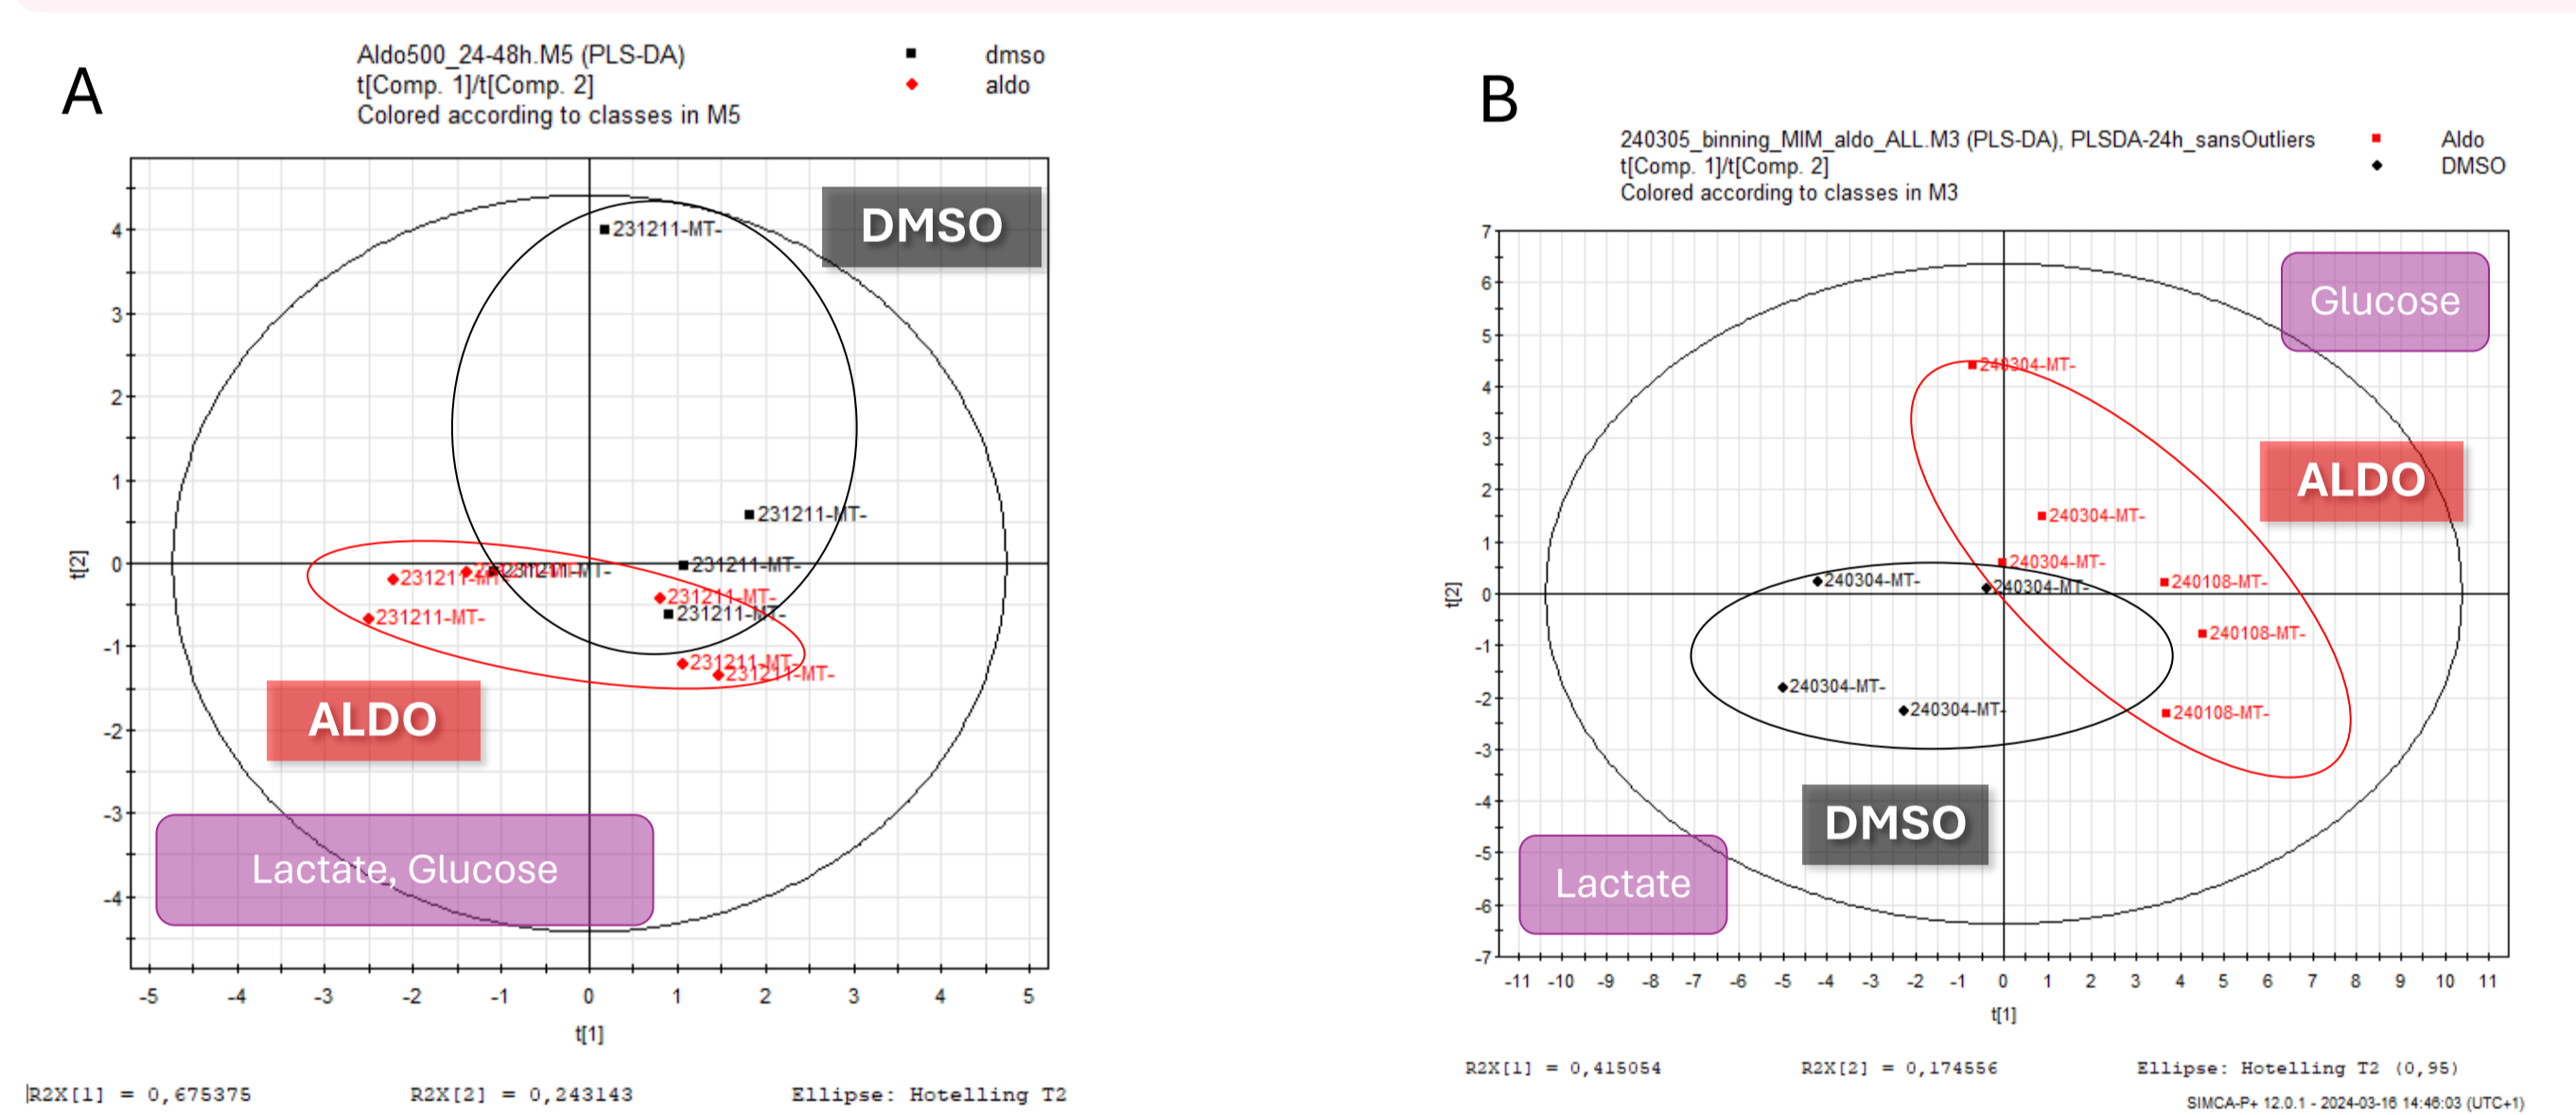 A
Aldo500_24-48h.M5 (PLS-DA)
t[Comp. 1]/t[Comp. 2]
Colored according to classes in M5
dmso
aldo
DMSO
231211-MT-
231211-MT-
231211-MT-
231211-MT-
231211-MT-
231211-MT-
231211-MT-
231211-MT-
231211-MT-
231211-MT-
ALDO
Lactate, Glucose
4
3
2
1
0
-1
-2
-3
-4
t[2]
-5 -4 -3 -2 -1 0 1 2 3 4 5
t[1]
R2X[1] = 0,675375 R2X[2] = 0,243143 Ellipse: Hotelling T2
B
240305_binning_MIM_aldo_ALL.M3 (PLS-DA), PLSDA-24h_sansOutliers
t[Comp. 1]/t[Comp. 2]
Colored according to classes in M3
Aldo
DMSO
Glucose
240304-MT-
ALDO
240304-MT-
240304-MT-
240304-MT-
240304-MT-
240108-MT-
240108-MT-
240304-MT-
240304-MT-
240108-MT-
DMSO
Lactate
7
6
5
4
3
2
1
0
-1
-2
-3
-4
-5
-6
-7
t[2]
-11 -10 -9 -8 -7 -6 -5 -4 -3 -2 -1 0 1 2 3 4 5 6 7 8 9 10 11
t[1]
R2X[1] = 0,415054 R2X[2] = 0,174556 Ellipse: Hotelling T2 (0,95)
SIMCA-P+ 12.0.1 - 2024-03-16 14:46:03 (UTC+1)